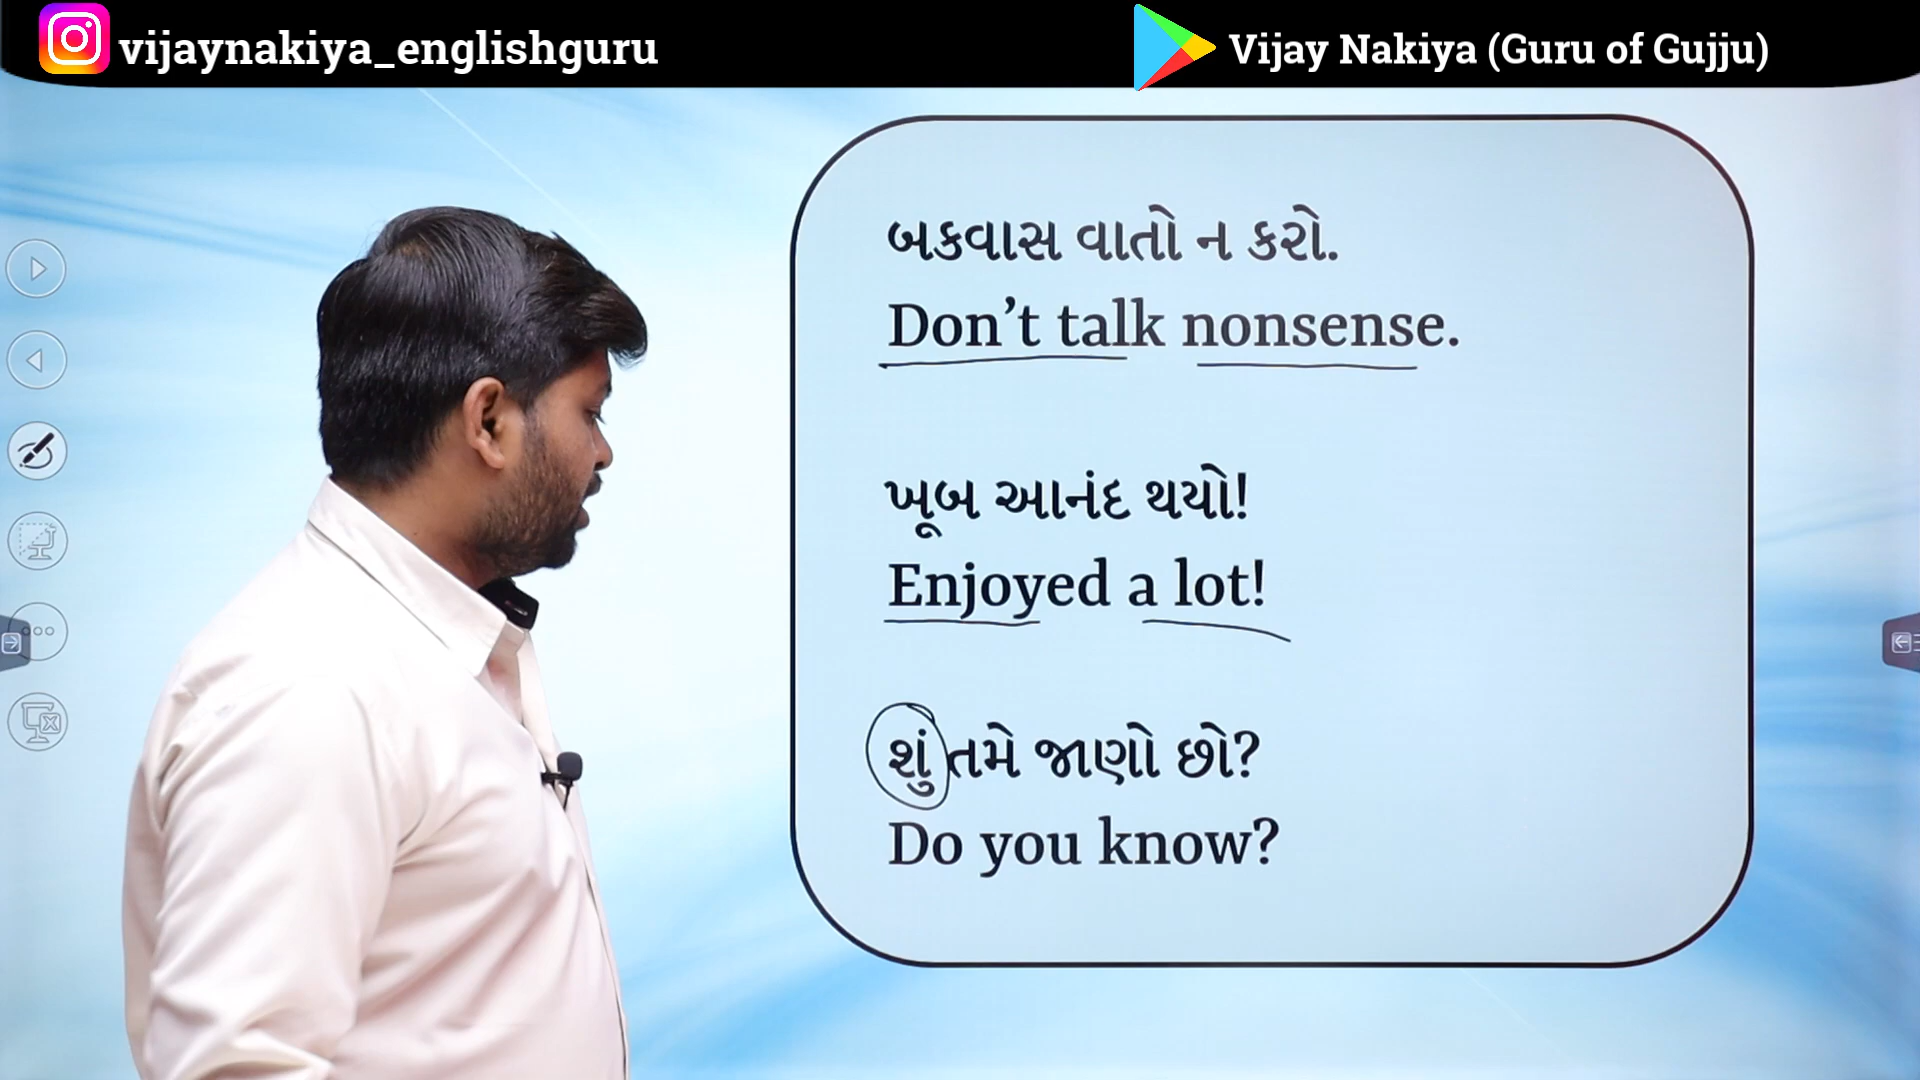 vijaynakiya_englishguru
Vijay Nakiya (Guru of Gujju)
બકવાસ વાતો ન કરો.
Don’t talk nonsense.
ખૂબ આનંદ થયો!
Enjoyed a lot!
શું તમે જાણો છો?
Do you know?